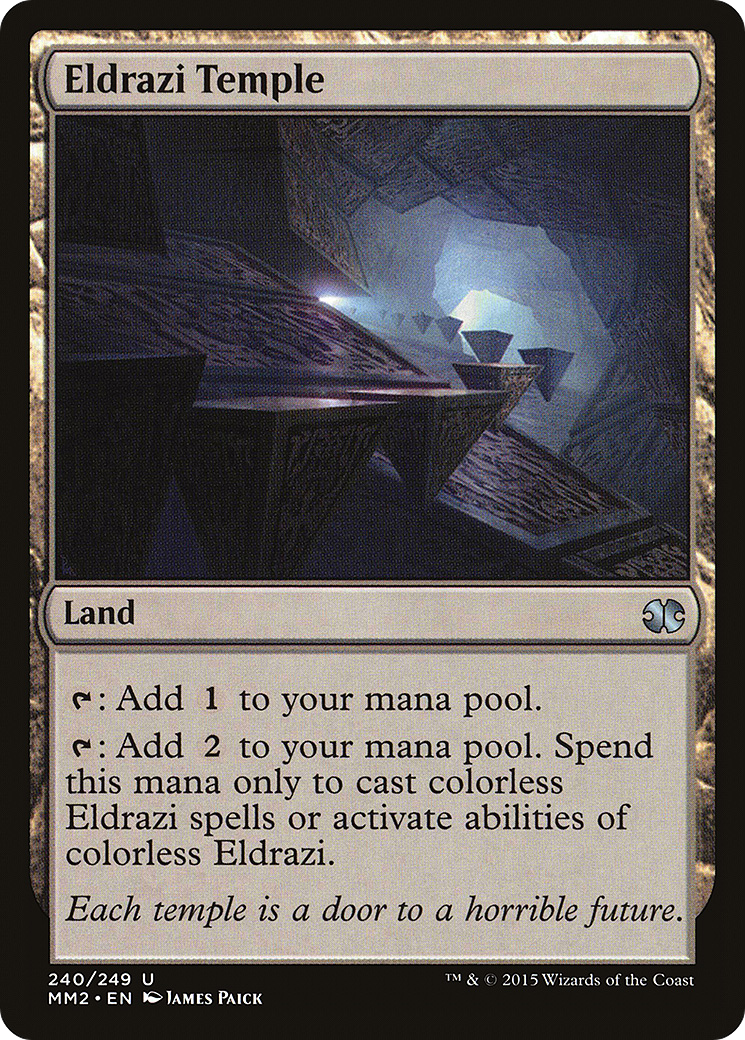 Eldrazi Temple
Land
: Add 1 to your mana pool.
: Add 2 to your mana pool. Spend
this mana only to cast colorless
Eldrazi spells or activate abilities of
colorless Eldrazi.
Each temple is a door to a horrible future.
240/249 U
™ & © 2015 Wizards of the Coast
MM2 • EN James Paick